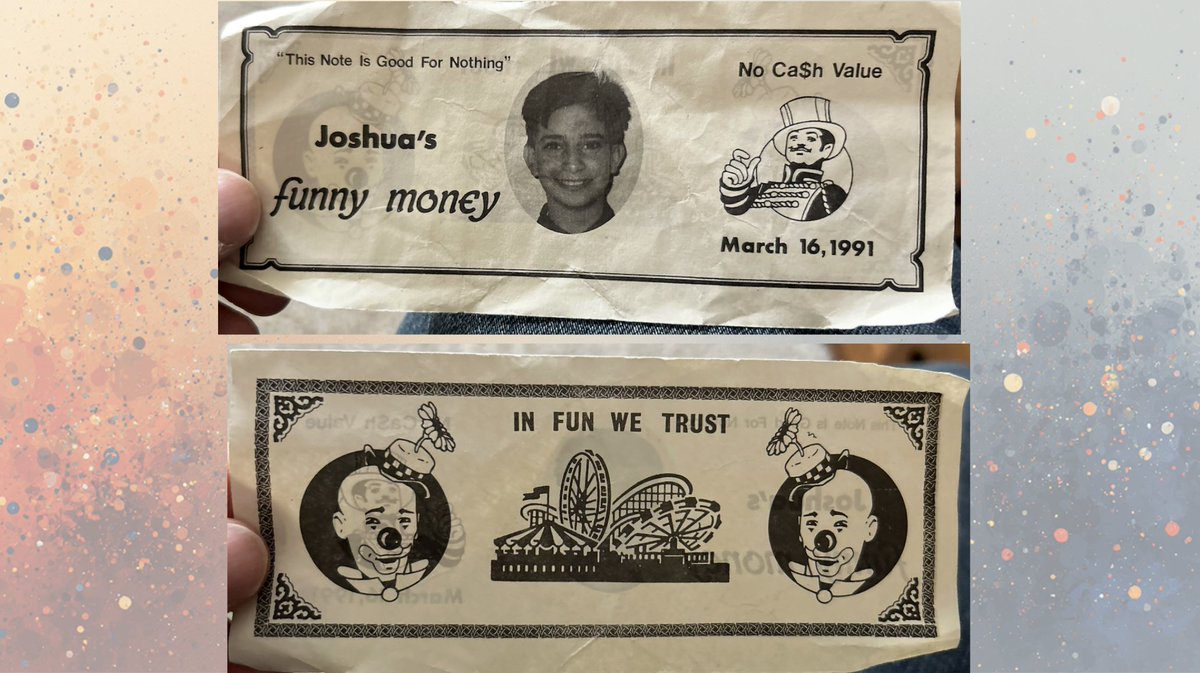 "This Note Is Good For Nothing"
No Ca$h Value
Joshua's
funny money
March 16, 1991
IN FUN WE TRUST